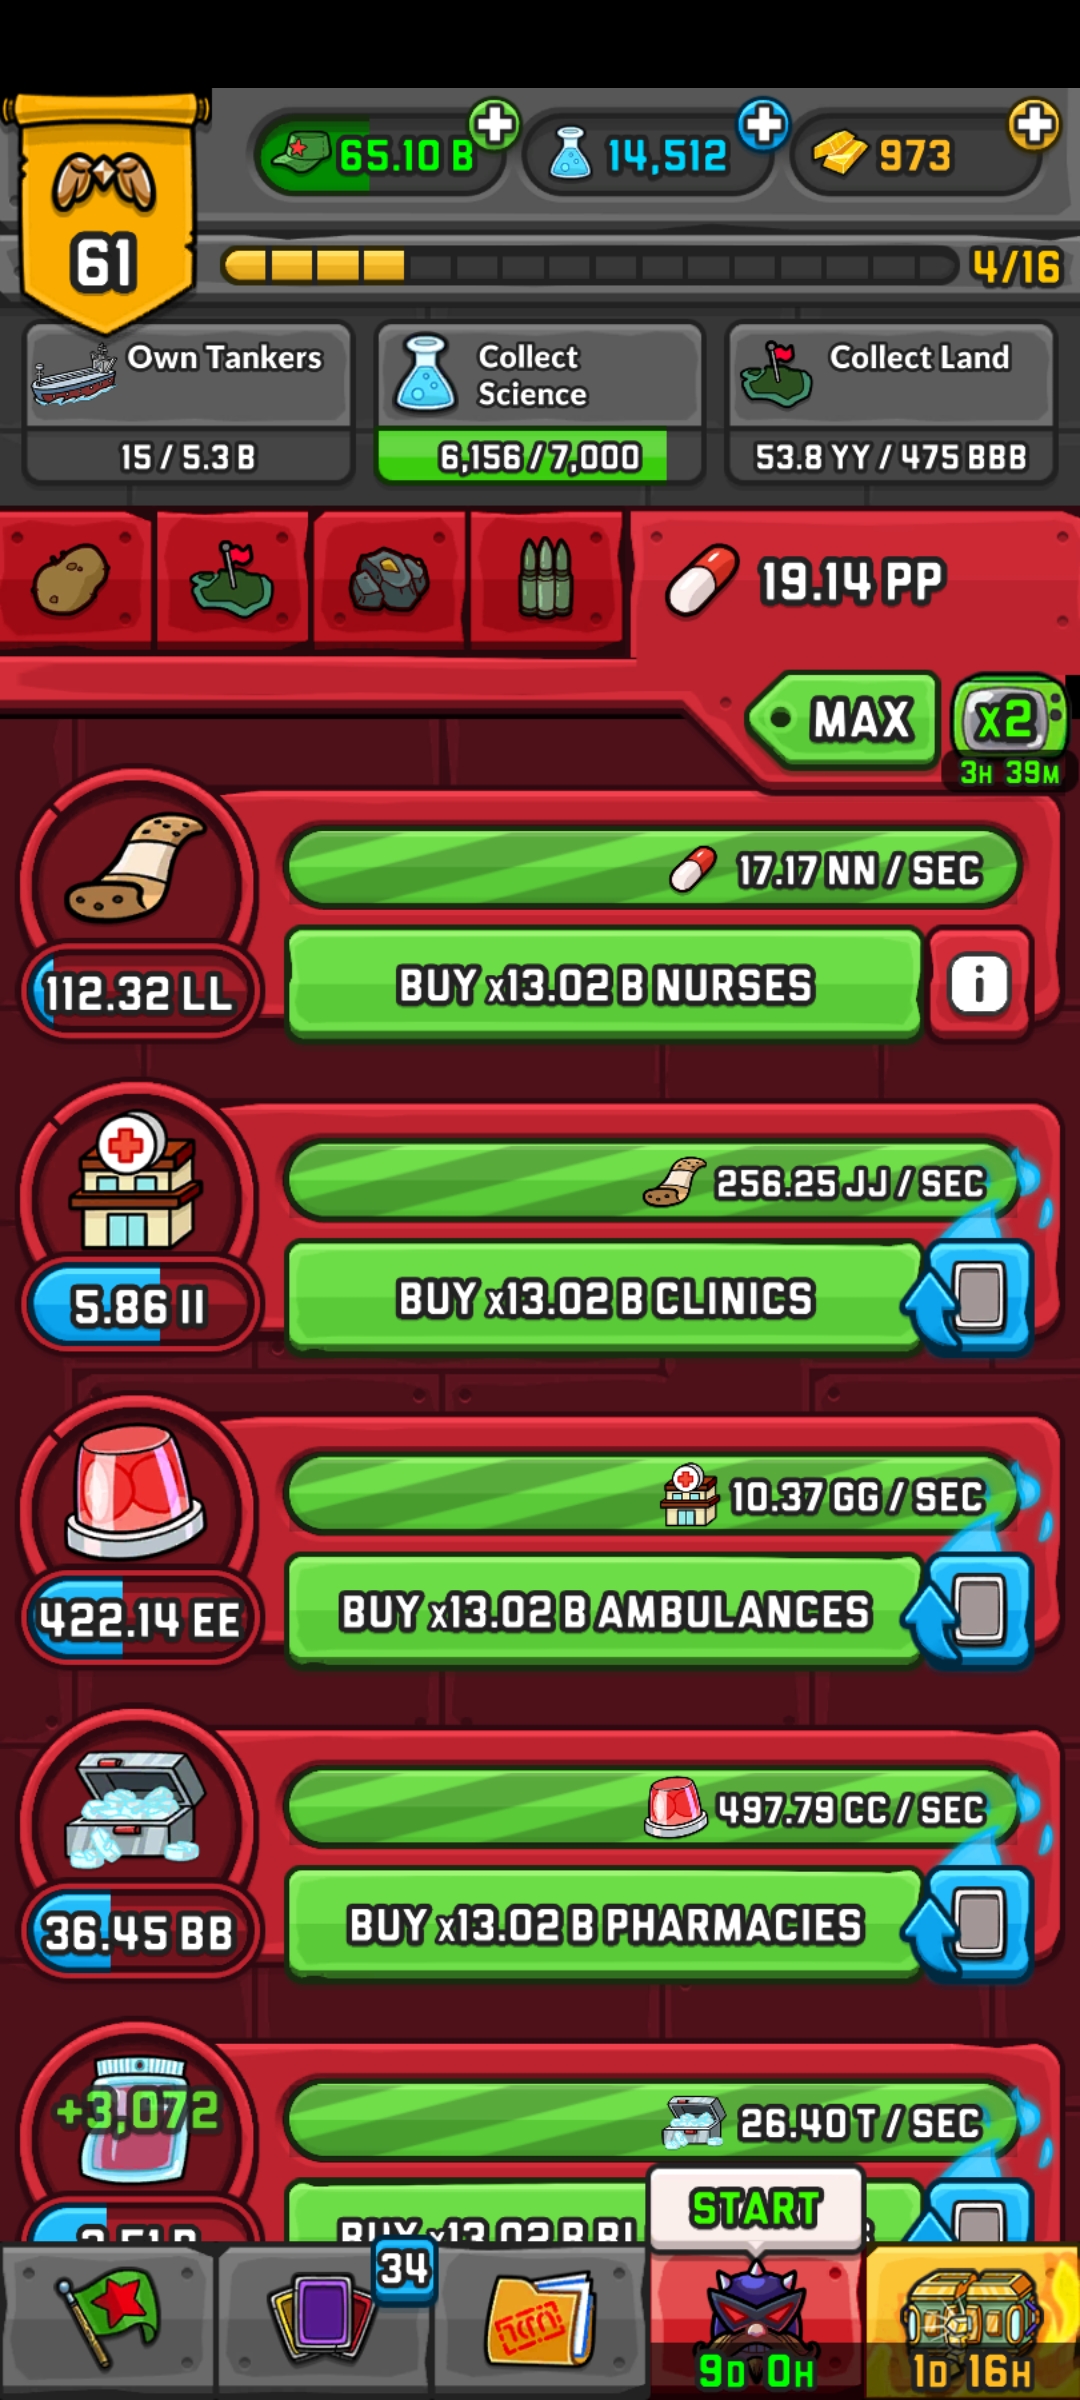 65.10 B
14,512
973
61
4/16
Own Tankers
15 / 5.3 B
Collect
Science
6,156 / 7,000
Collect Land
53.8 YY / 475 BBB
19.14 PP
MAX
x2
3H 39M
17.17 NN / SEC
112.32 LL
BUY x13.02 B NURSES
i
256.25 JJ / SEC
5.86 II
BUY x13.02 B CLINICS
10.37 GG / SEC
422.14 EE
BUY x13.02 B AMBULANCES
497.79 CC / SEC
36.45 BB
BUY x13.02 B PHARMACIES
+3,072
26.40 T / SEC
BUY x13.02 B
START
34
9D 0H
1D 16H